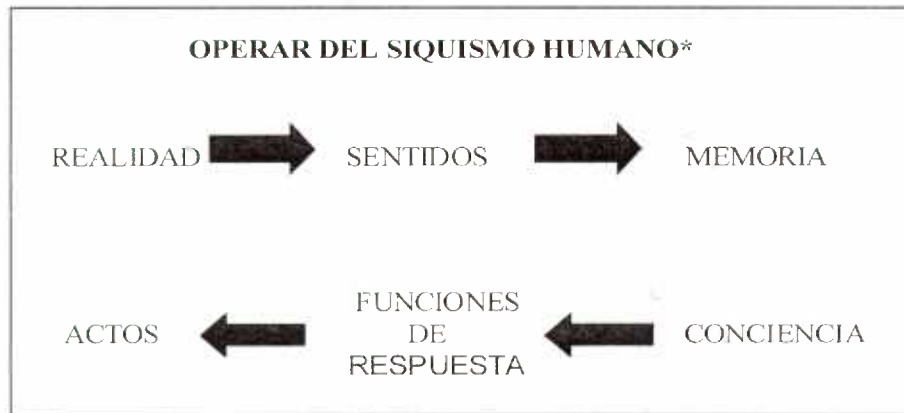 OPERAR DEL SIQUISMO HUMANO*
REALIDAD SENTIDOS MEMORIA
FUNCIONES
ACTOS DE CONCIENCIA
RESPUESTA